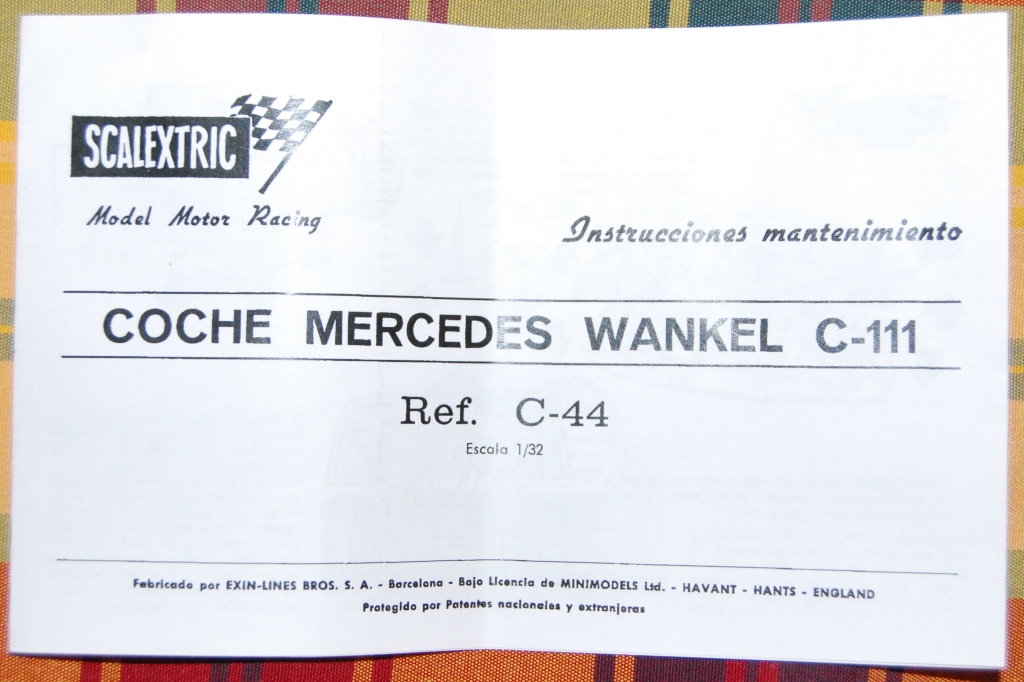 SCALEXTRIC
Model Motor Racing
Instrucciones mantenimiento
COCHE MERCEDES WANKEL C-111
Ref. C-44
Escala 1/32
Fabricado por EXIN-LINES BROS. S. A. - Barcelona - Bajo Licencia de MINIMODELS Ltd. - HAVANT - HANTS - ENGLAND
Protegido por Patentes nacionales y extranjeras